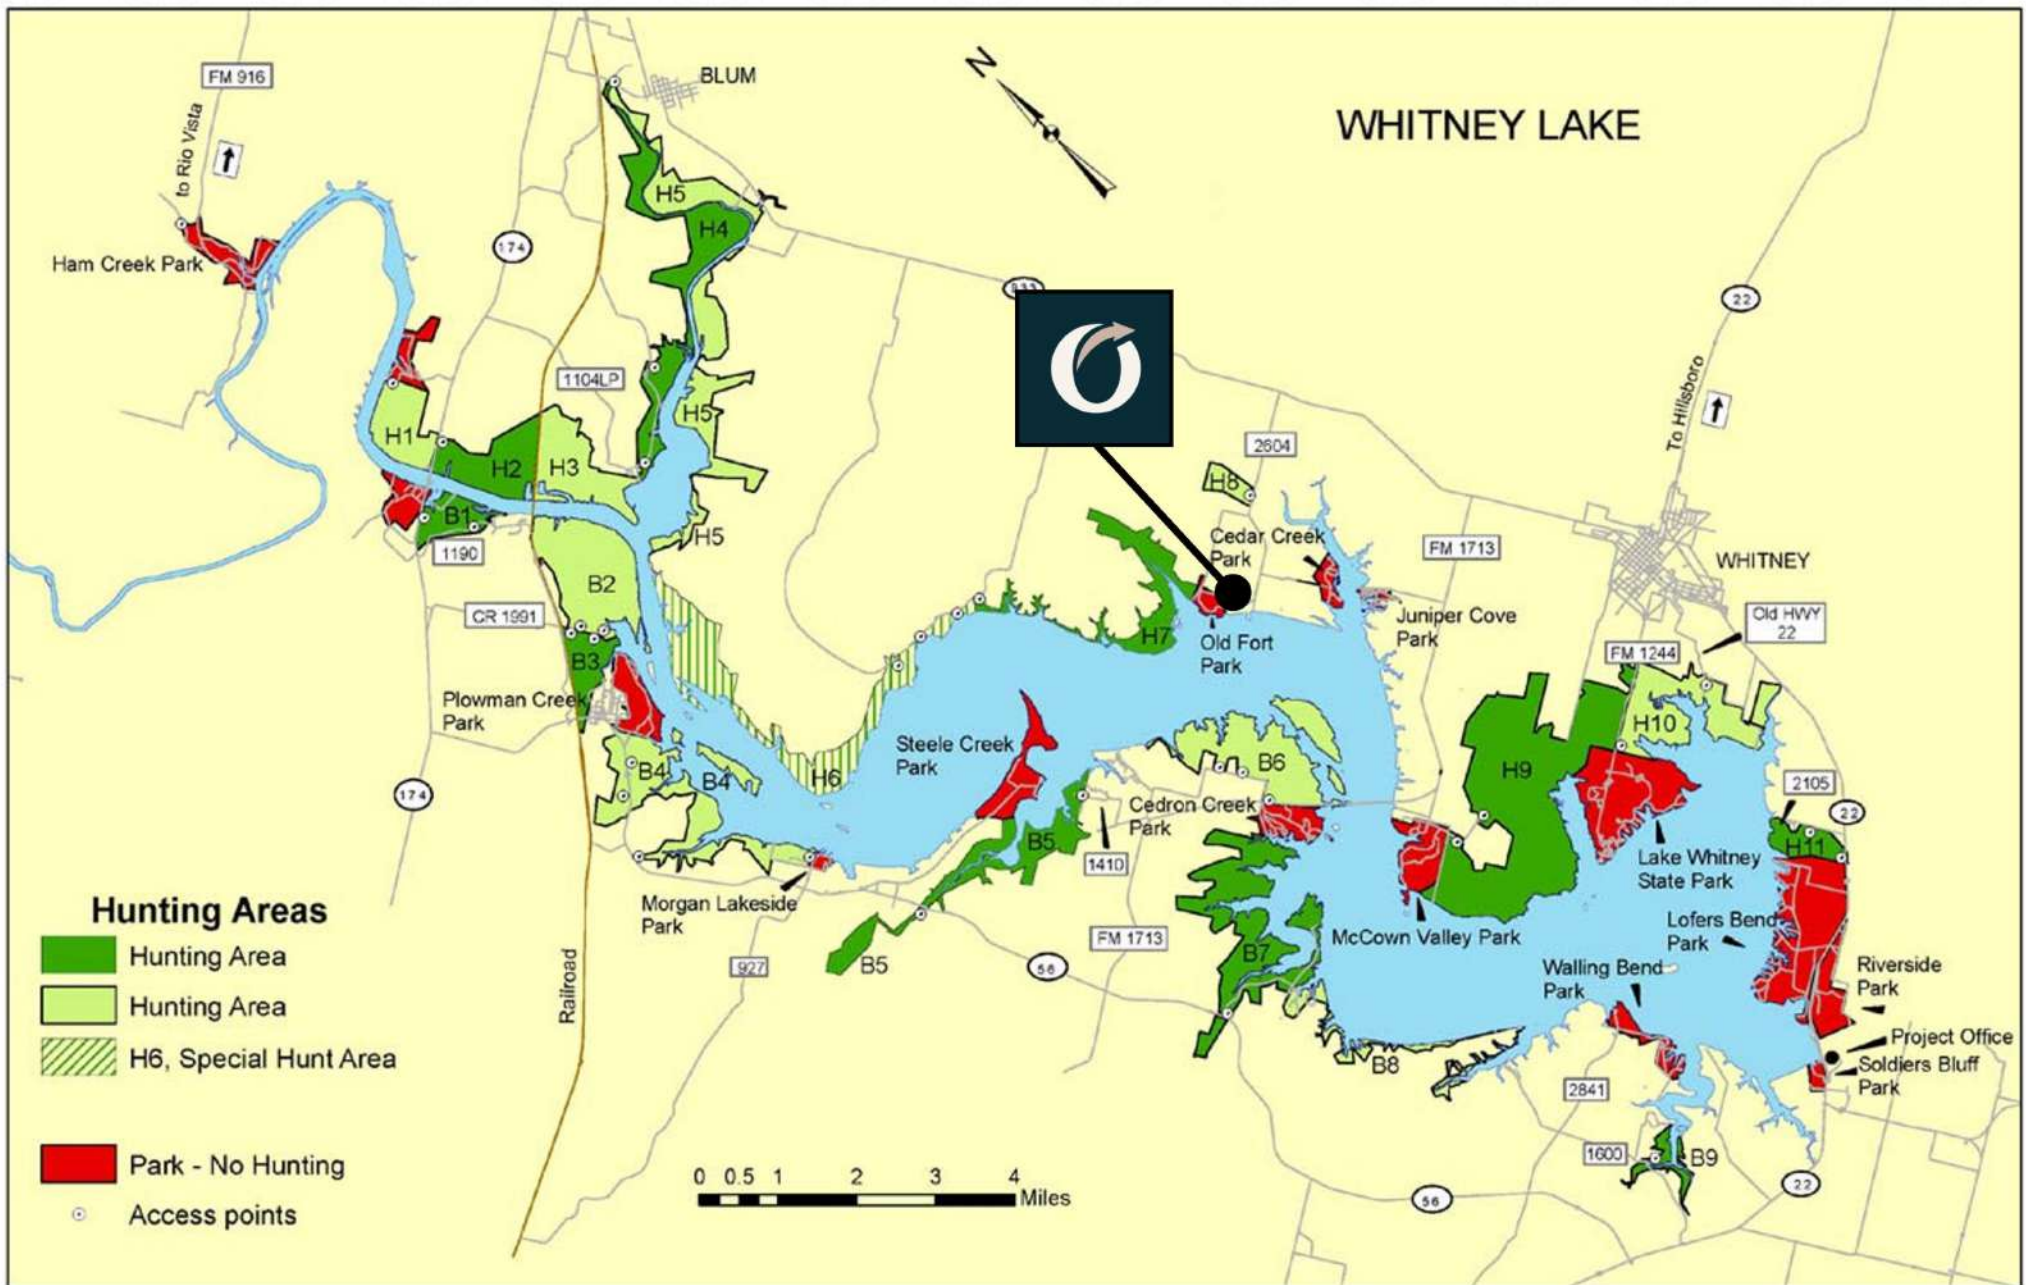 WHITNEY LAKE
N
FM 916
to Rio Vista
BLUM
Ham Creek Park
174
H5
H4
22
To Hillsboro
1104LP
H5
H1
H2
H3
B1
1190
H5
2604
H8
Cedar Creek
Park
FM 1713
WHITNEY
B2
CR 1991
Juniper Cove
Park
Old HWY
22
H7
Old Fort
Park
FM 1244
B3
Plowman Creek
Park
Steele Creek
Park
H10
B4
B4
H6
B6
H9
2105
174
Cedron Creek
Park
22
B5
1410
H11
Lake Whitney
State Park
Morgan Lakeside
Park
Lofers Bend
Park
McCown Valley Park
FM 1713
B7
927
B5
56
Walling Bend
Park
Riverside
Park
Project Office
Soldiers Bluff
Park
B8
2841
1600
B9
22
56
Railroad
Hunting Areas
Hunting Area
Hunting Area
H6, Special Hunt Area
Park - No Hunting
Access points
0 0.5 1 2 3 4
Miles